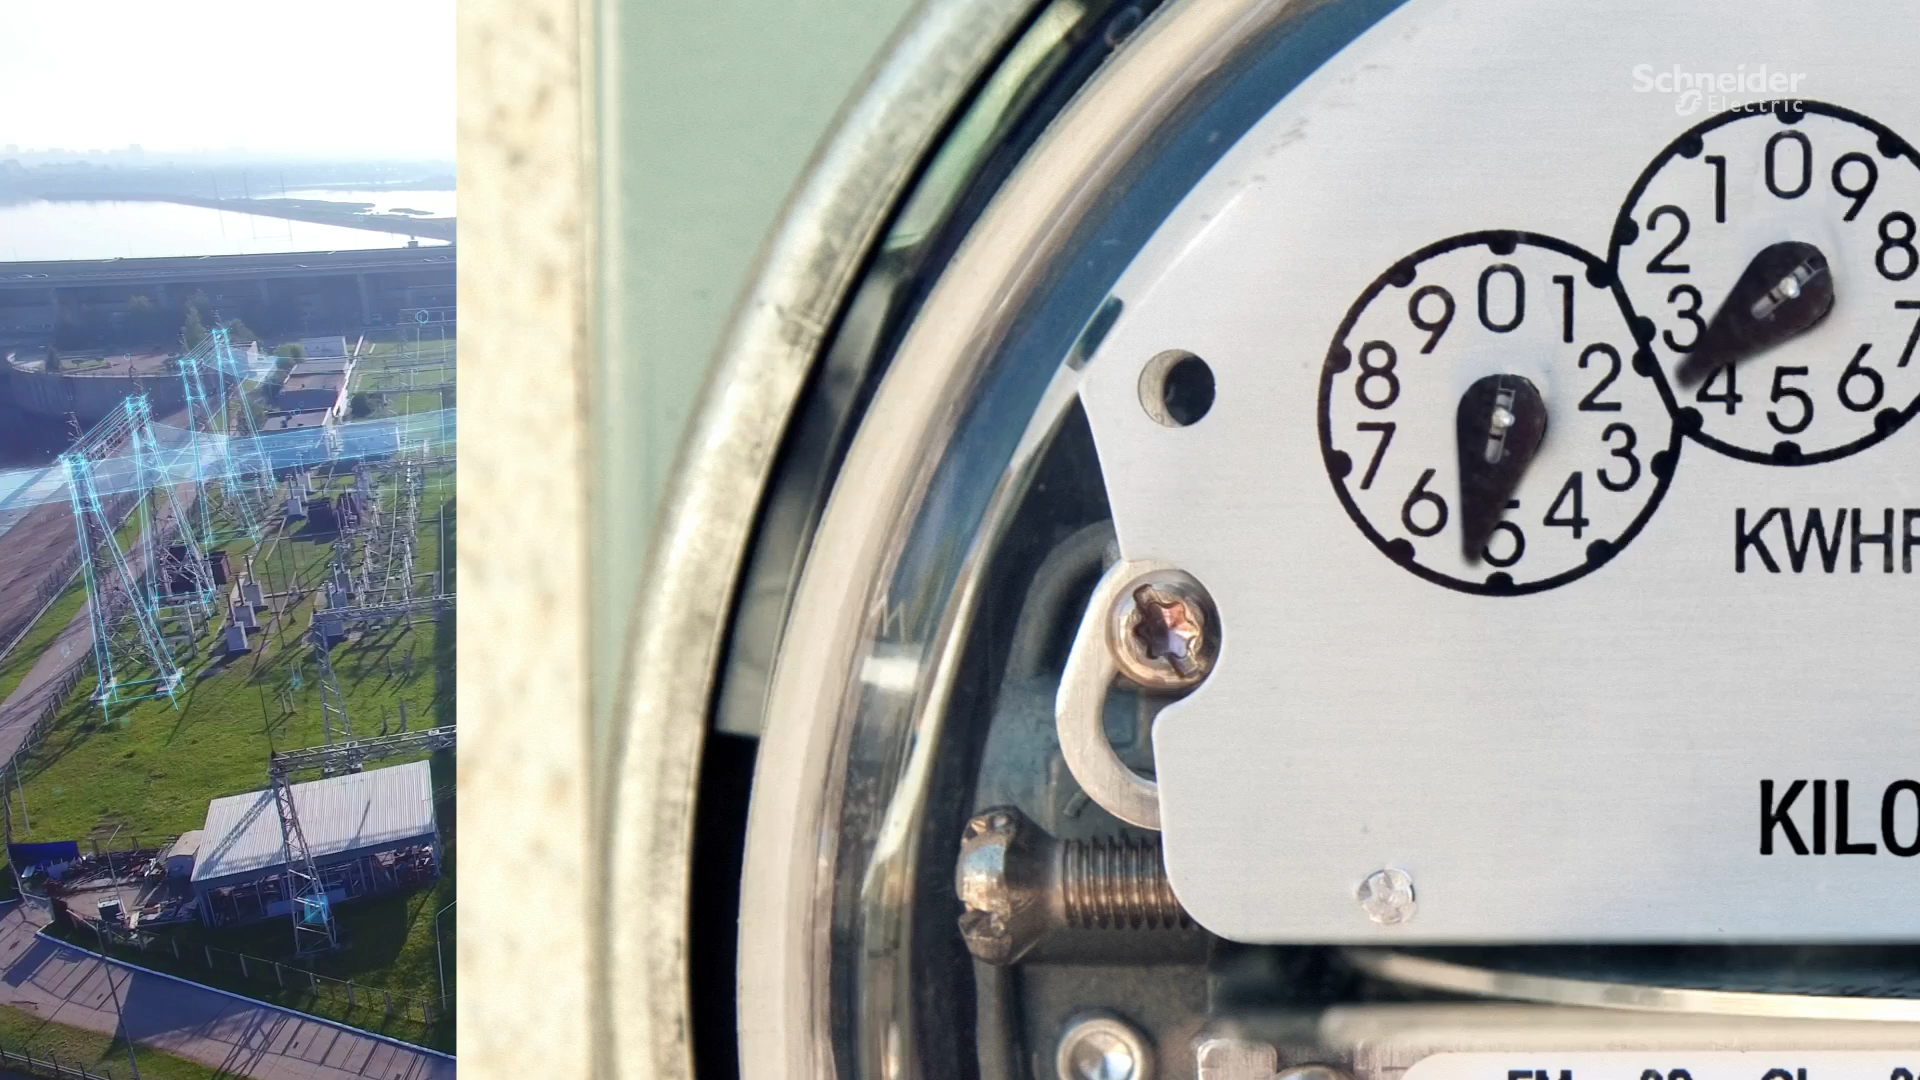 Schneider
Electric
0 1 2 3 4 5 6 7 8 9
0 9 8 7 6 5 4 3 2 1
KWHR
KILO